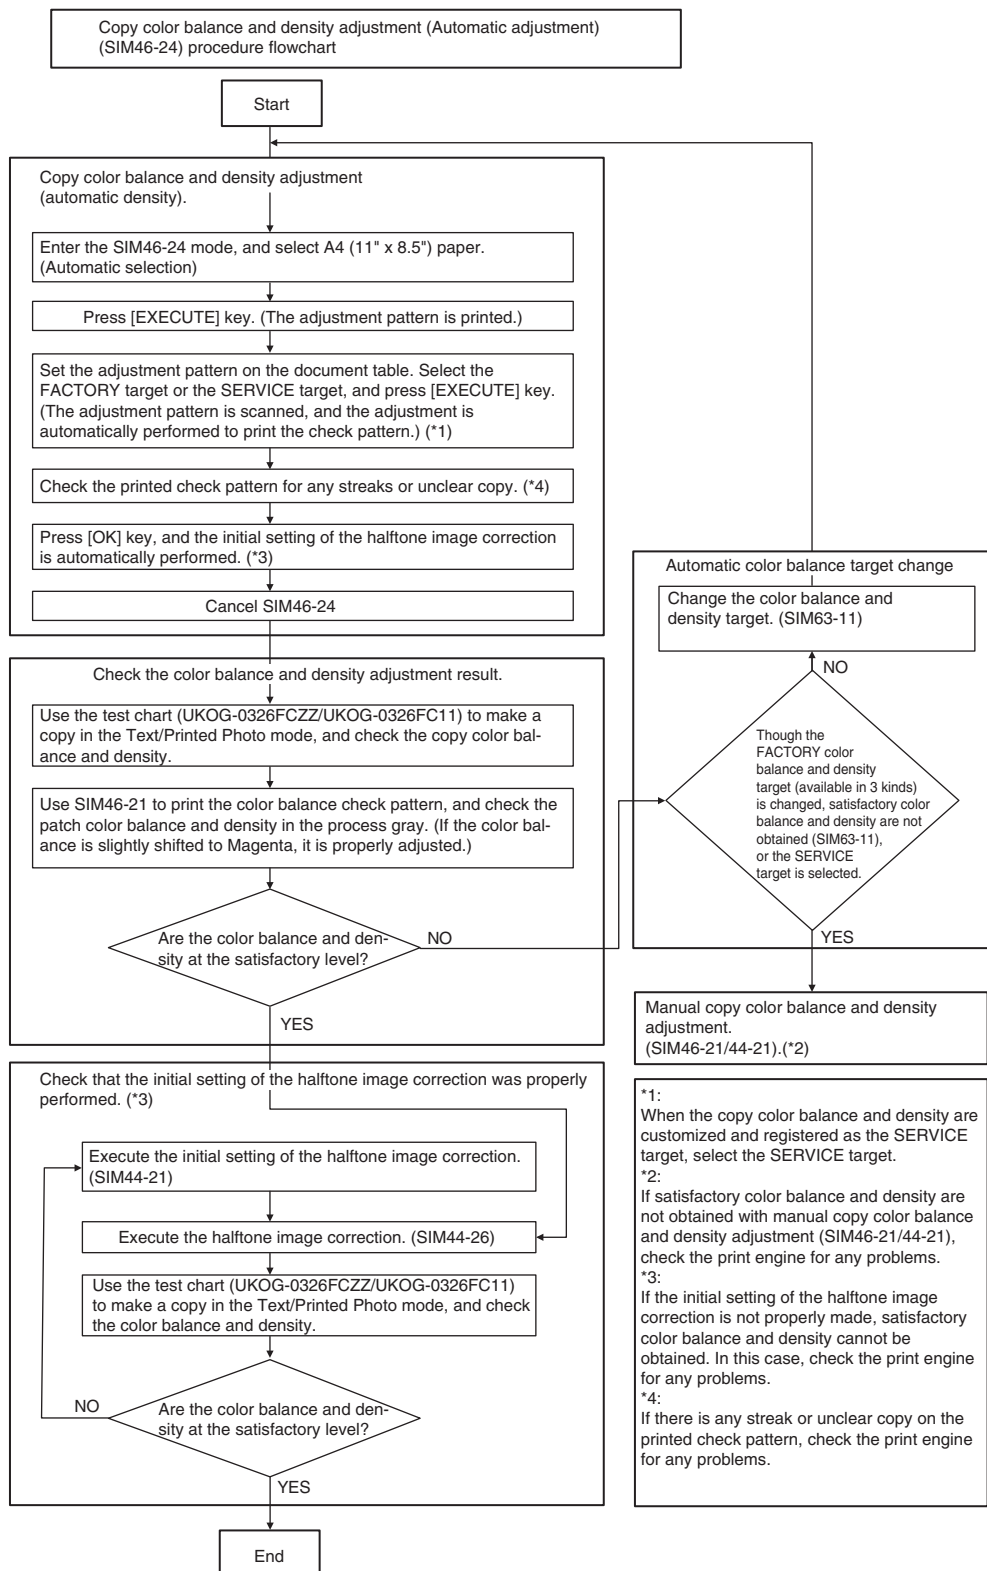 Copy color balance and density adjustment (Automatic adjustment)
(SIM46-24) procedure flowchart
Start
Copy color balance and density adjustment
(automatic density).
Enter the SIM46-24 mode, and select A4 (11" x 8.5") paper.
(Automatic selection)
Press [EXECUTE] key. (The adjustment pattern is printed.)
Set the adjustment pattern on the document table. Select the
FACTORY target or the SERVICE target, and press [EXECUTE] key.
(The adjustment pattern is scanned, and the adjustment is
automatically performed to print the check pattern.) (*1)
Check the printed check pattern for any streaks or unclear copy. (*4)
Press [OK] key, and the initial setting of the halftone image correction
is automatically performed. (*3)
Cancel SIM46-24
Check the color balance and density adjustment result.
Use the test chart (UKOG-0326FCZZ/UKOG-0326FC11) to make a
copy in the Text/Printed Photo mode, and check the copy color bal-
ance and density.
Use SIM46-21 to print the color balance check pattern, and check the
patch color balance and density in the process gray. (If the color bal-
ance is slightly shifted to Magenta, it is properly adjusted.)
Are the color balance and den-
sity at the satisfactory level?
NO
YES
Automatic color balance target change
Change the color balance and
density target. (SIM63-11)
NO
Though the
FACTORY color
balance and density
target (available in 3 kinds)
is changed, satisfactory color
balance and density are not
obtained (SIM63-11),
or the SERVICE
target is selected.
YES
Manual copy color balance and density
adjustment.
(SIM46-21/44-21).(*2)
Check that the initial setting of the halftone image correction was properly
performed. (*3)
Execute the initial setting of the halftone image correction.
(SIM44-21)
Execute the halftone image correction. (SIM44-26)
Use the test chart (UKOG-0326FCZZ/UKOG-0326FC11)
to make a copy in the Text/Printed Photo mode, and check
the color balance and density.
NO
Are the color balance and den-
sity at the satisfactory level?
YES
End
*1:
When the copy color balance and density are
customized and registered as the SERVICE
target, select the SERVICE target.
*2:
If satisfactory color balance and density are
not obtained with manual copy color balance
and density adjustment (SIM46-21/44-21),
check the print engine for any problems.
*3:
If the initial setting of the halftone image
correction is not properly made, satisfactory
color balance and density cannot be
obtained. In this case, check the print engine
for any problems.
*4:
If there is any streak or unclear copy on the
printed check pattern, check the print engine
for any problems.